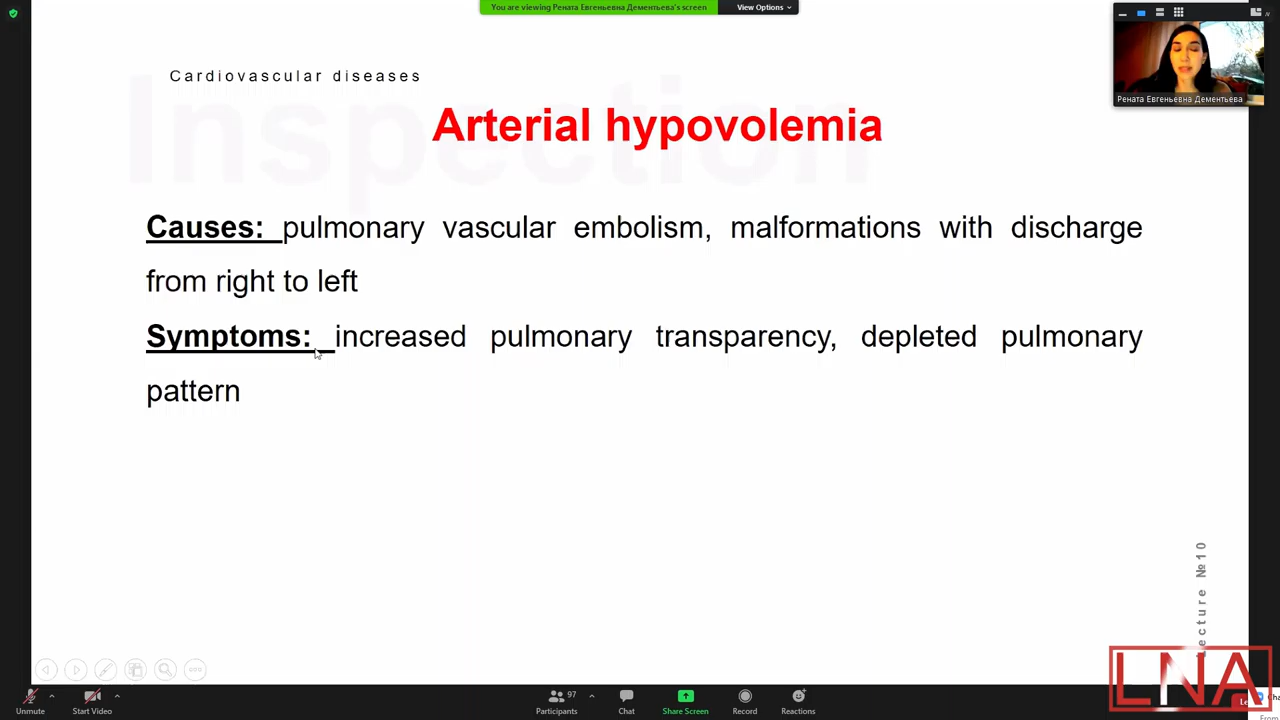 You are viewing Рената Евгеньевна Дементьева's screen
View Options
Рената Евгеньевна Дементьева
Cardiovascular diseases
Inspection
Arterial hypovolemia
Causes: pulmonary vascular embolism, malformations with discharge
from right to left
Symptoms: increased pulmonary transparency, depleted pulmonary
pattern
Lecture №10
LNA
Unmute
Start Video
97
Participants
Chat
Share Screen
Record
Reactions